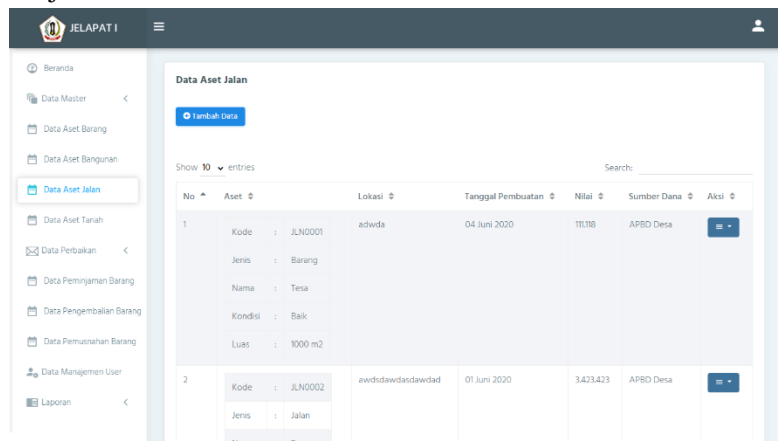 JELAPAT I
Beranda
Data Master
Data Aset Barang
Data Aset Bangunan
Data Aset Jalan
Data Aset Tanah
Data Perbaikan
Data Peminjaman Barang
Data Pengembalian Barang
Data Pemusnahan Barang
Data Manajemen User
Laporan
Data Aset Jalan
Tambah Data
Show 10 entries
Search:
No Aset Lokasi Tanggal Pembuatan Nilai Sumber Dana Aksi
1 adwda 04 Juni 2020 111.118 APBD Desa
Kode : JLN0001
Jenis : Barang
Nama : Tesa
Kondisi : Baik
Luas : 1000 m2
2 awdsdawdasdawdad 01 Juni 2020 3.423.423 APBD Desa
Kode : JLN0002
Jenis : Jalan